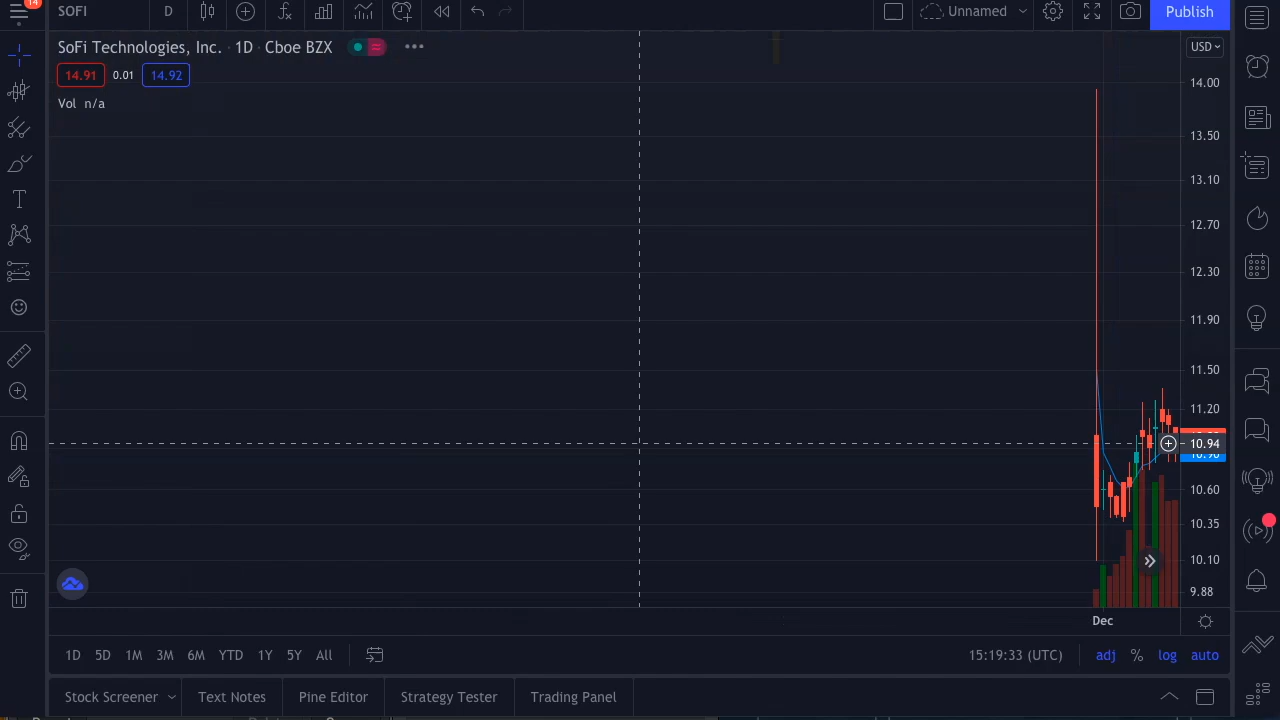 14
SOFI D Unnamed Publish
SoFi Technologies, Inc. · 1D · Cboe BZX USD
14.91 0.01 14.92
Vol n/a
14.00
13.50
13.10
12.70
12.30
11.90
11.50
11.20
10.94
10.90
10.60
10.35
10.10
9.88
Dec
1D 5D 1M 3M 6M YTD 1Y 5Y All 15:19:33 (UTC) adj % log auto
Stock Screener Text Notes Pine Editor Strategy Tester Trading Panel